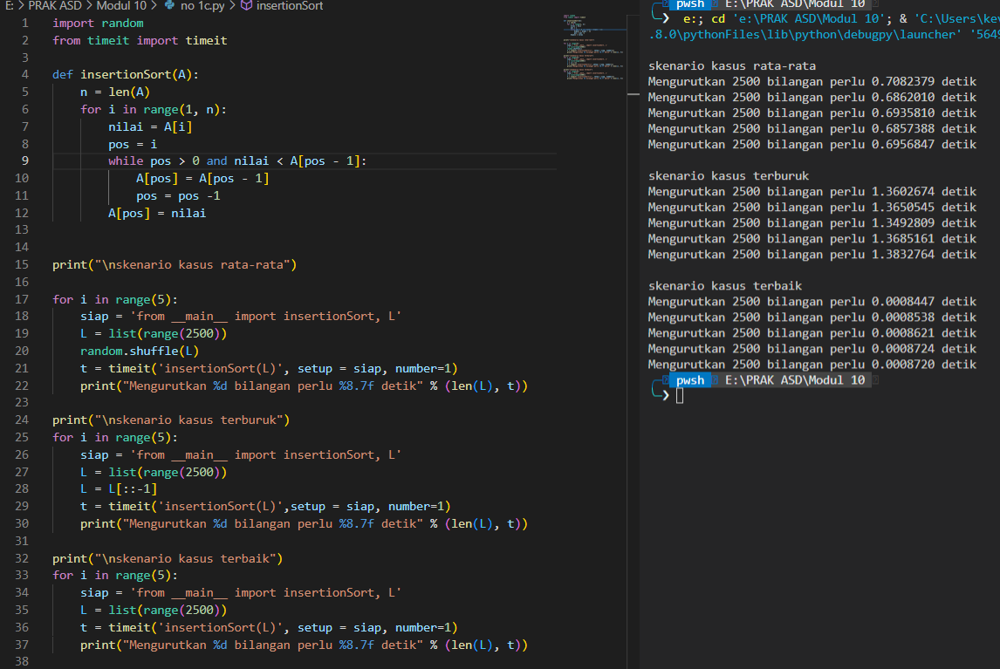 E: > PRAK ASD > Modul 10 > no 1c.py > insertionSort
1 import random
2 from timeit import timeit
3
4 def insertionSort(A):
5 n = len(A)
6 for i in range(1, n):
7 nilai = A[i]
8 pos = i
9 while pos > 0 and nilai < A[pos - 1]:
10 A[pos] = A[pos - 1]
11 pos = pos -1
12 A[pos] = nilai
13
14
15 print("\nskenario kasus rata-rata")
16
17 for i in range(5):
18 siap = 'from __main__ import insertionSort, L'
19 L = list(range(2500))
20 random.shuffle(L)
21 t = timeit('insertionSort(L)', setup = siap, number=1)
22 print("Mengurutkan %d bilangan perlu %8.7f detik" % (len(L), t))
23
24 print("\nskenario kasus terburuk")
25 for i in range(5):
26 siap = 'from __main__ import insertionSort, L'
27 L = list(range(2500))
28 L = L[::-1]
29 t = timeit('insertionSort(L)',setup = siap, number=1)
30 print("Mengurutkan %d bilangan perlu %8.7f detik" % (len(L), t))
31
32 print("\nskenario kasus terbaik")
33 for i in range(5):
34 siap = 'from __main__ import insertionSort, L'
35 L = list(range(2500))
36 t = timeit('insertionSort(L)', setup = siap, number=1)
37 print("Mengurutkan %d bilangan perlu %8.7f detik" % (len(L), t))
38
pwsh E:\PRAK ASD\Modul 10
❯ e:; cd 'e:\PRAK ASD\Modul 10'; & 'C:\Users\ke
.8.0\pythonFiles\lib\python\debugpy\launcher' '564
skenario kasus rata-rata
Mengurutkan 2500 bilangan perlu 0.7082379 detik
Mengurutkan 2500 bilangan perlu 0.6862010 detik
Mengurutkan 2500 bilangan perlu 0.6935810 detik
Mengurutkan 2500 bilangan perlu 0.6857388 detik
Mengurutkan 2500 bilangan perlu 0.6956847 detik
skenario kasus terburuk
Mengurutkan 2500 bilangan perlu 1.3602674 detik
Mengurutkan 2500 bilangan perlu 1.3650545 detik
Mengurutkan 2500 bilangan perlu 1.3492809 detik
Mengurutkan 2500 bilangan perlu 1.3685161 detik
Mengurutkan 2500 bilangan perlu 1.3832764 detik
skenario kasus terbaik
Mengurutkan 2500 bilangan perlu 0.0008447 detik
Mengurutkan 2500 bilangan perlu 0.0008538 detik
Mengurutkan 2500 bilangan perlu 0.0008621 detik
Mengurutkan 2500 bilangan perlu 0.0008724 detik
Mengurutkan 2500 bilangan perlu 0.0008720 detik
pwsh E:\PRAK ASD\Modul 10
❯